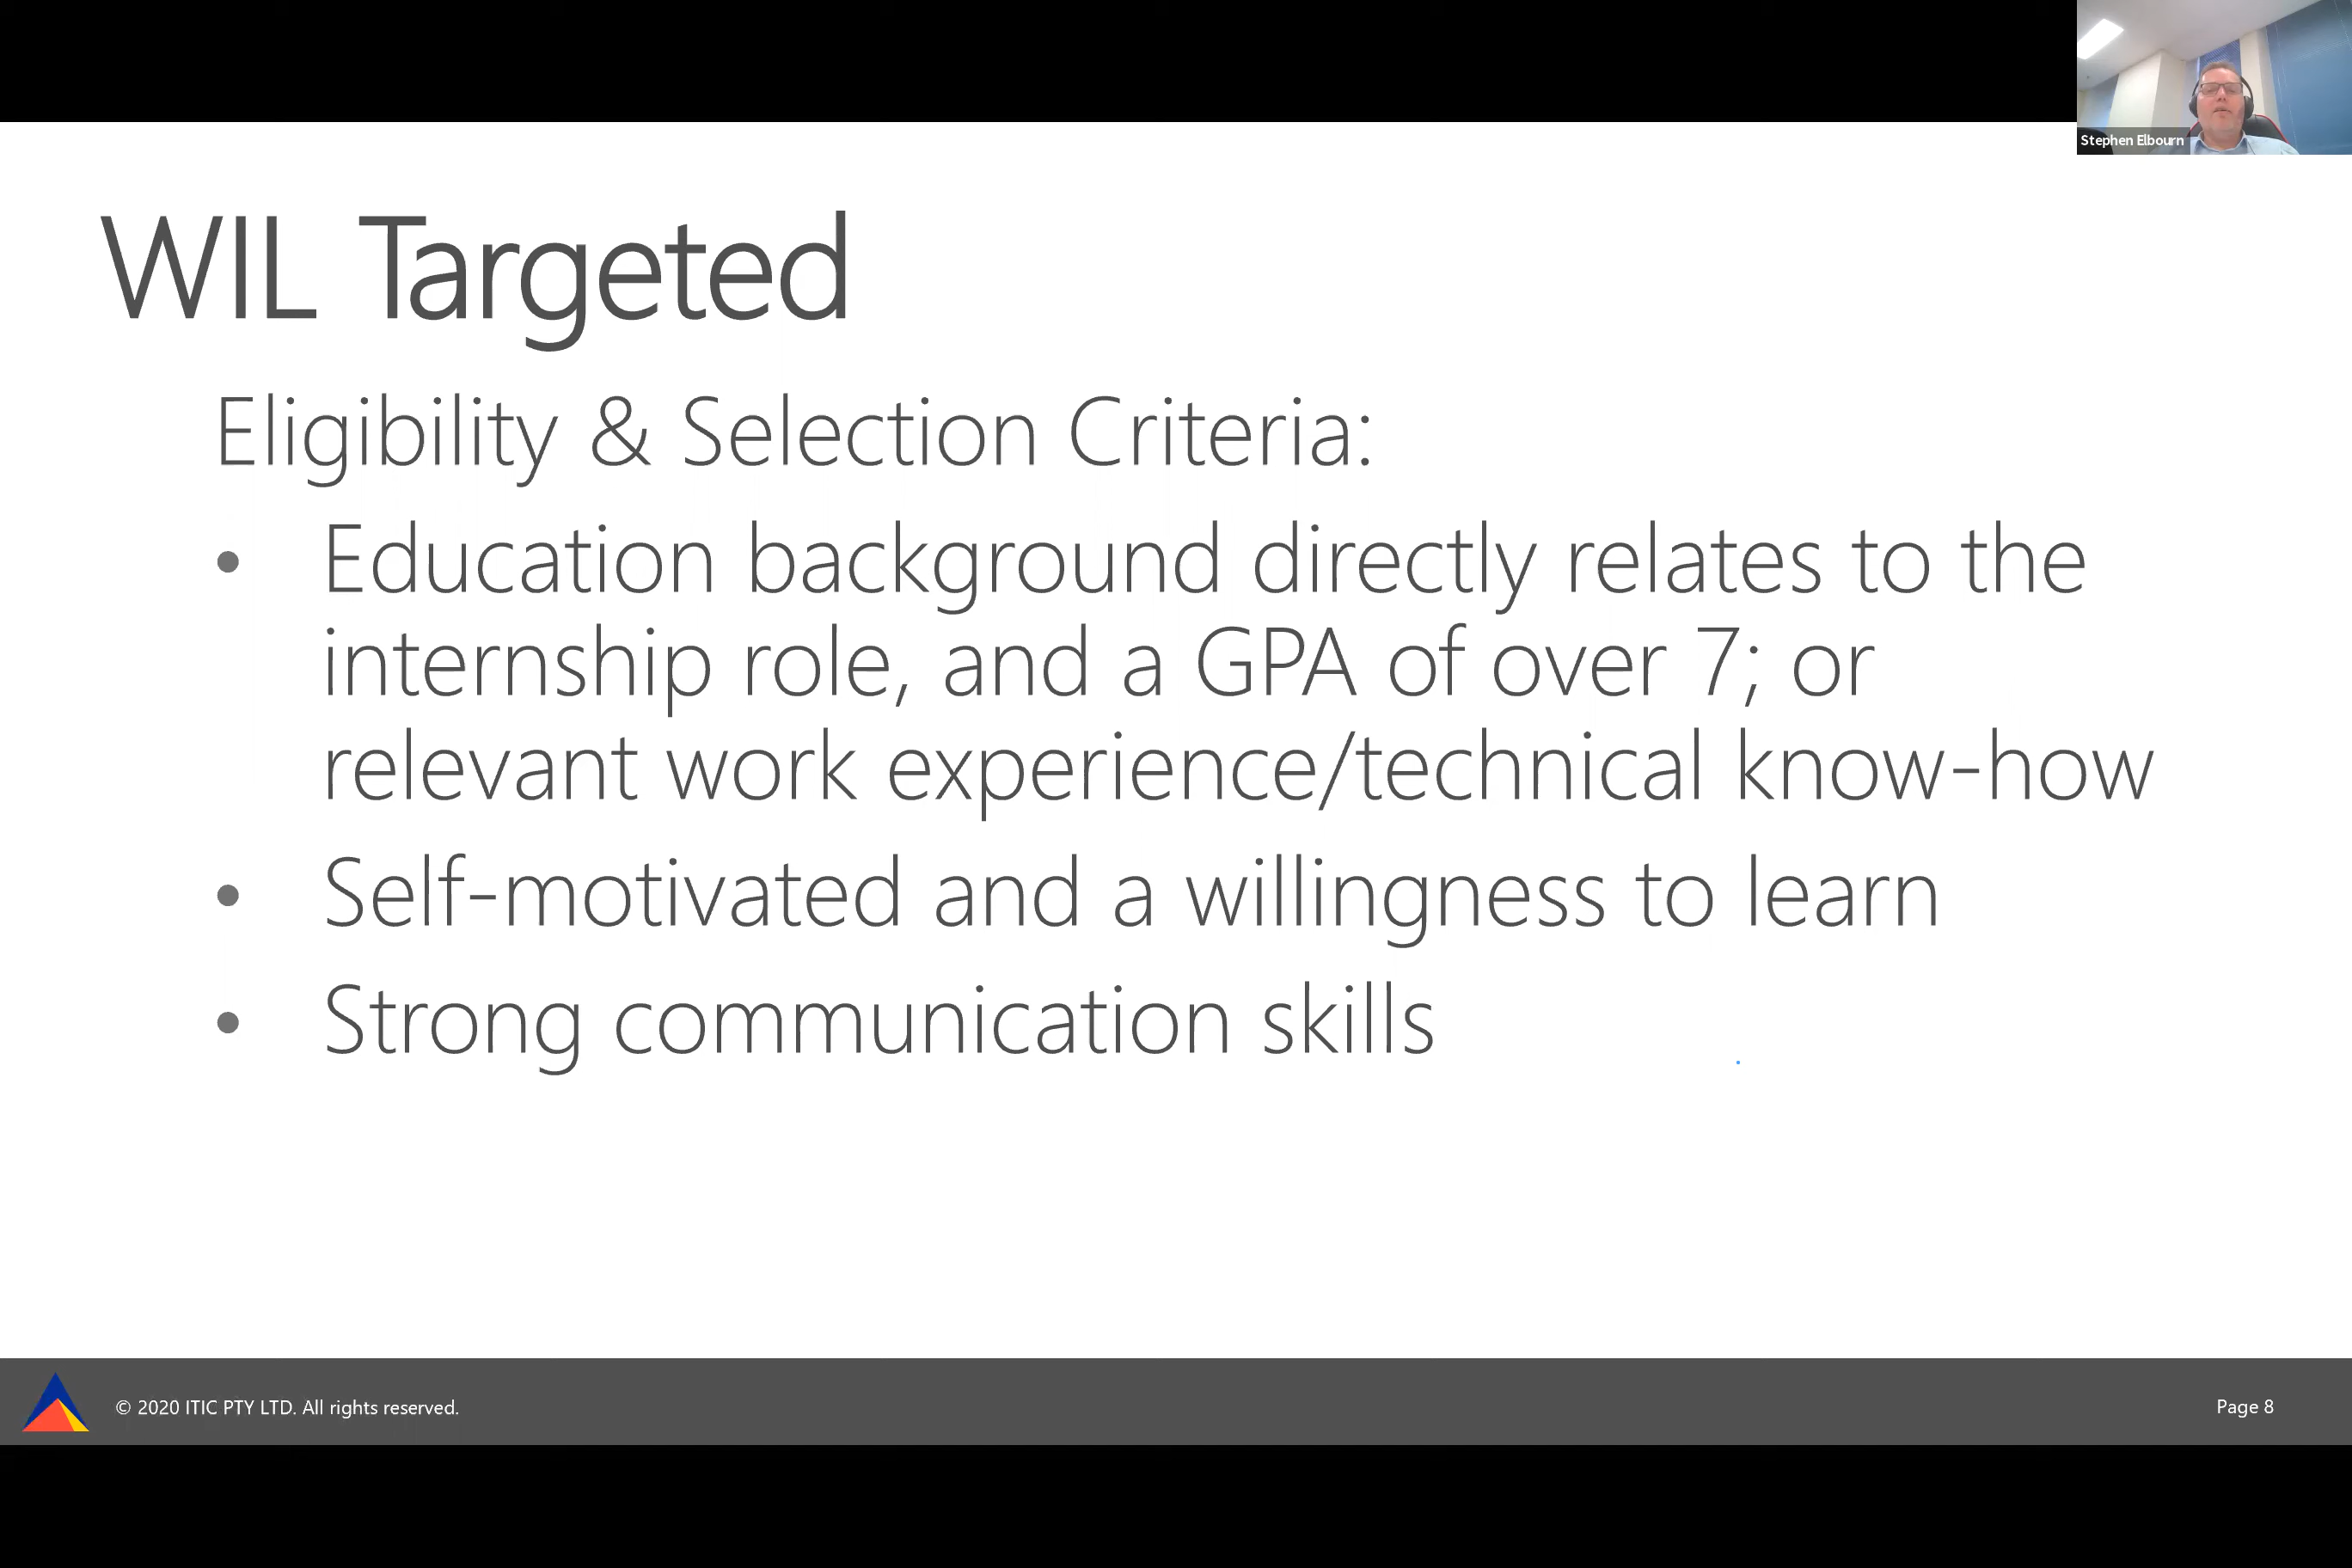 Stephen Elbourn
WIL Targeted
Eligibility & Selection Criteria:
• Education background directly relates to the
internship role, and a GPA of over 7; or
relevant work experience/technical know-how
• Self-motivated and a willingness to learn
• Strong communication skills
© 2020 ITIC PTY LTD. All rights reserved.
Page 8